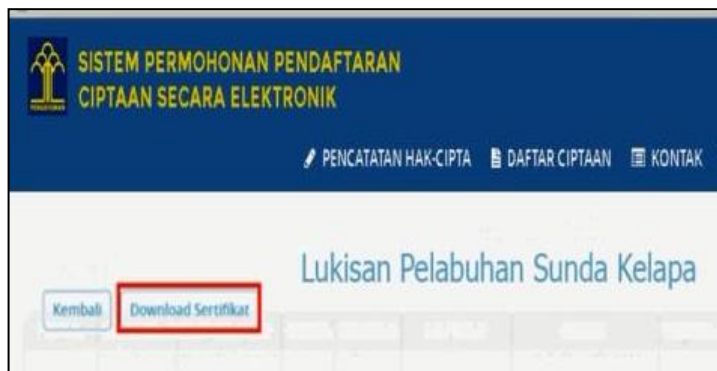 SISTEM PERMOHONAN PENDAFTARAN
CIPTAAN SECARA ELEKTRONIK
PENCATATAN HAK-CIPTA DAFTAR CIPTAAN KONTAK
Lukisan Pelabuhan Sunda Kelapa
Kembali Download Sertifikat